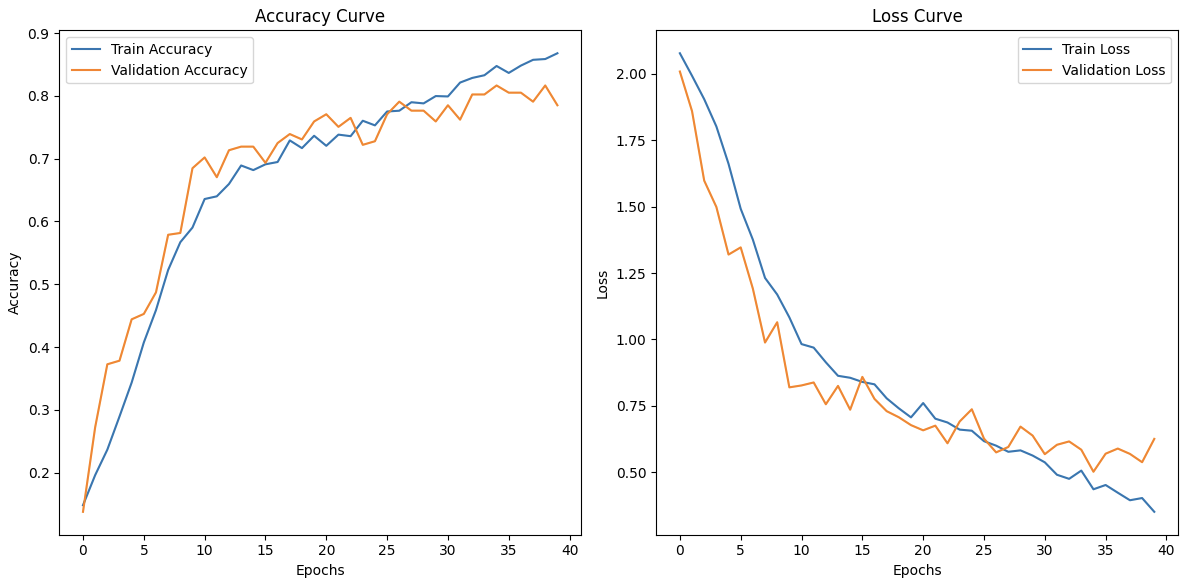 Accuracy Curve
Train Accuracy
Validation Accuracy
Accuracy
0.9
0.8
0.7
0.6
0.5
0.4
0.3
0.2
0 5 10 15 20 25 30 35 40
Epochs
Loss Curve
Train Loss
Validation Loss
Loss
2.00
1.75
1.50
1.25
1.00
0.75
0.50
0 5 10 15 20 25 30 35 40
Epochs